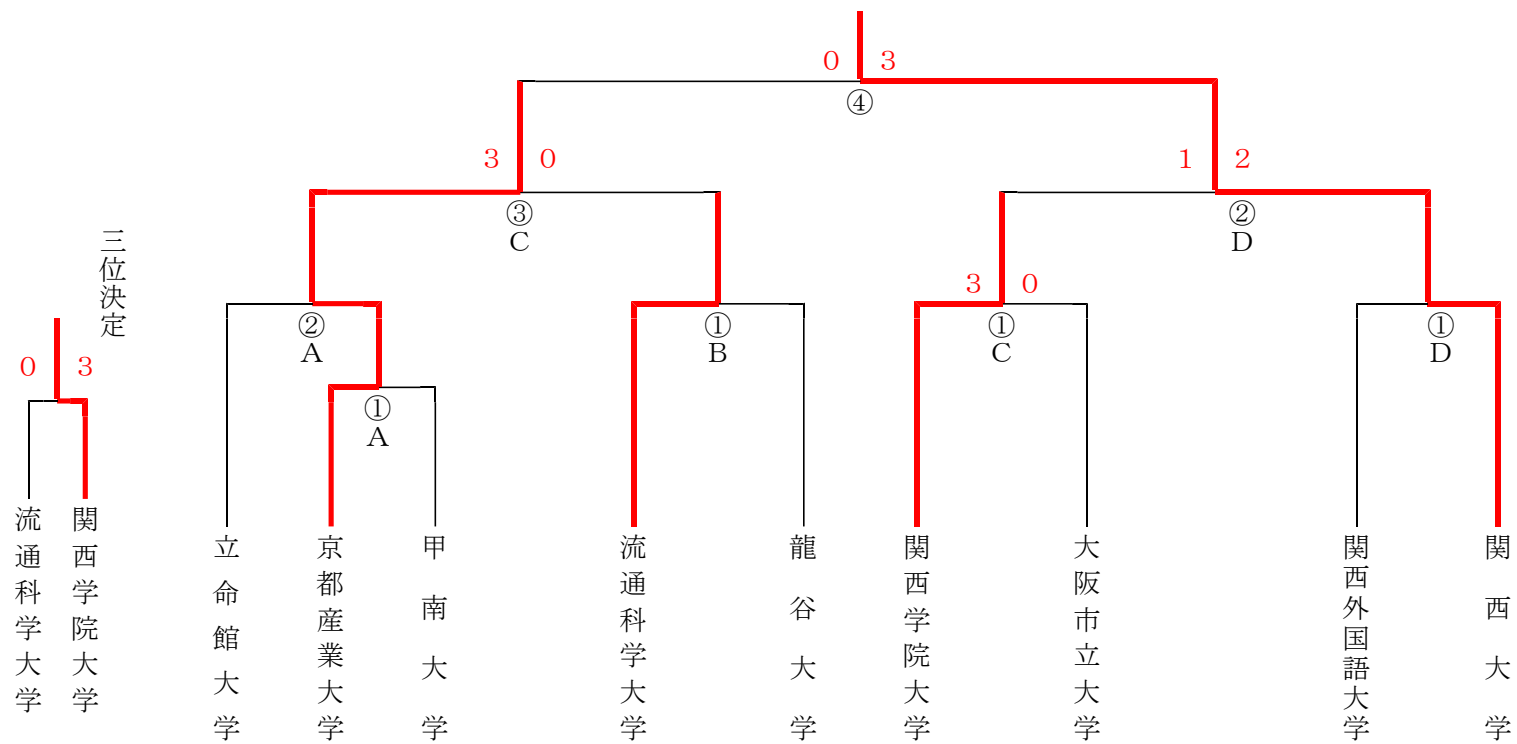 ０ ３
④
３ ０
１ ２
③
C
②
D
三位決定
３ ０
②
A
①
B
①
C
①
D
０ ３
①
A
流通科学大学
関西学院大学
立命館大学
京都産業大学
甲南大学
流通科学大学
龍谷大学
関西学院大学
大阪市立大学
関西外国語大学
関西大学